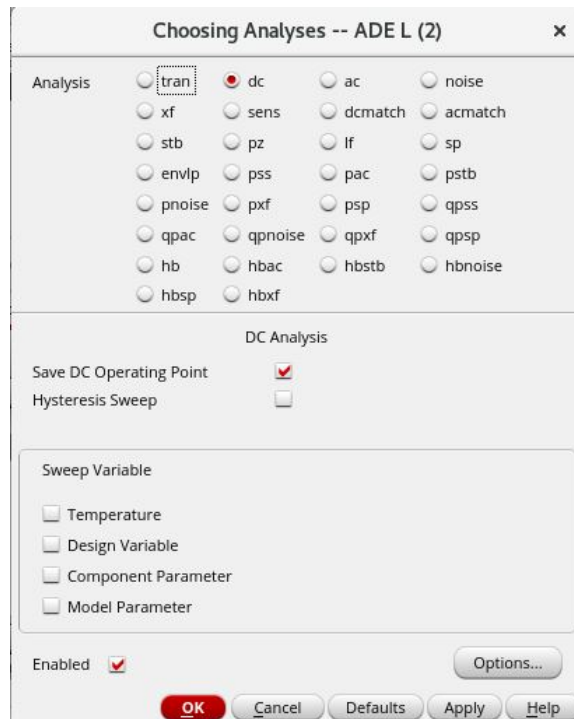 Choosing Analyses -- ADE L (2)
Analysis tran dc ac noise
xf sens dcmatch acmatch
stb pz lf sp
envlp pss pac pstb
pnoise pxf psp qpss
qpac qpnoise qpxf qpsp
hb hbac hbstb hbnoise
hbsp hbxf
DC Analysis
Save DC Operating Point
Hysteresis Sweep
Sweep Variable
Temperature
Design Variable
Component Parameter
Model Parameter
Enabled Options...
OK Cancel Defaults Apply Help